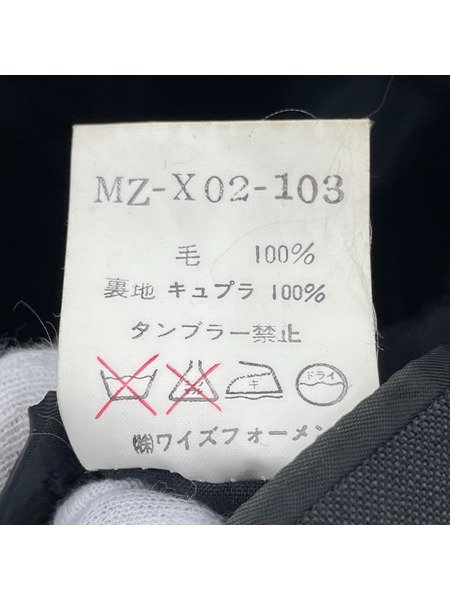 MZ-X02-103
毛 100%
裏地 キュプラ 100%
タンブラー禁止
中 ドライ
㈱ワイズフォーメン